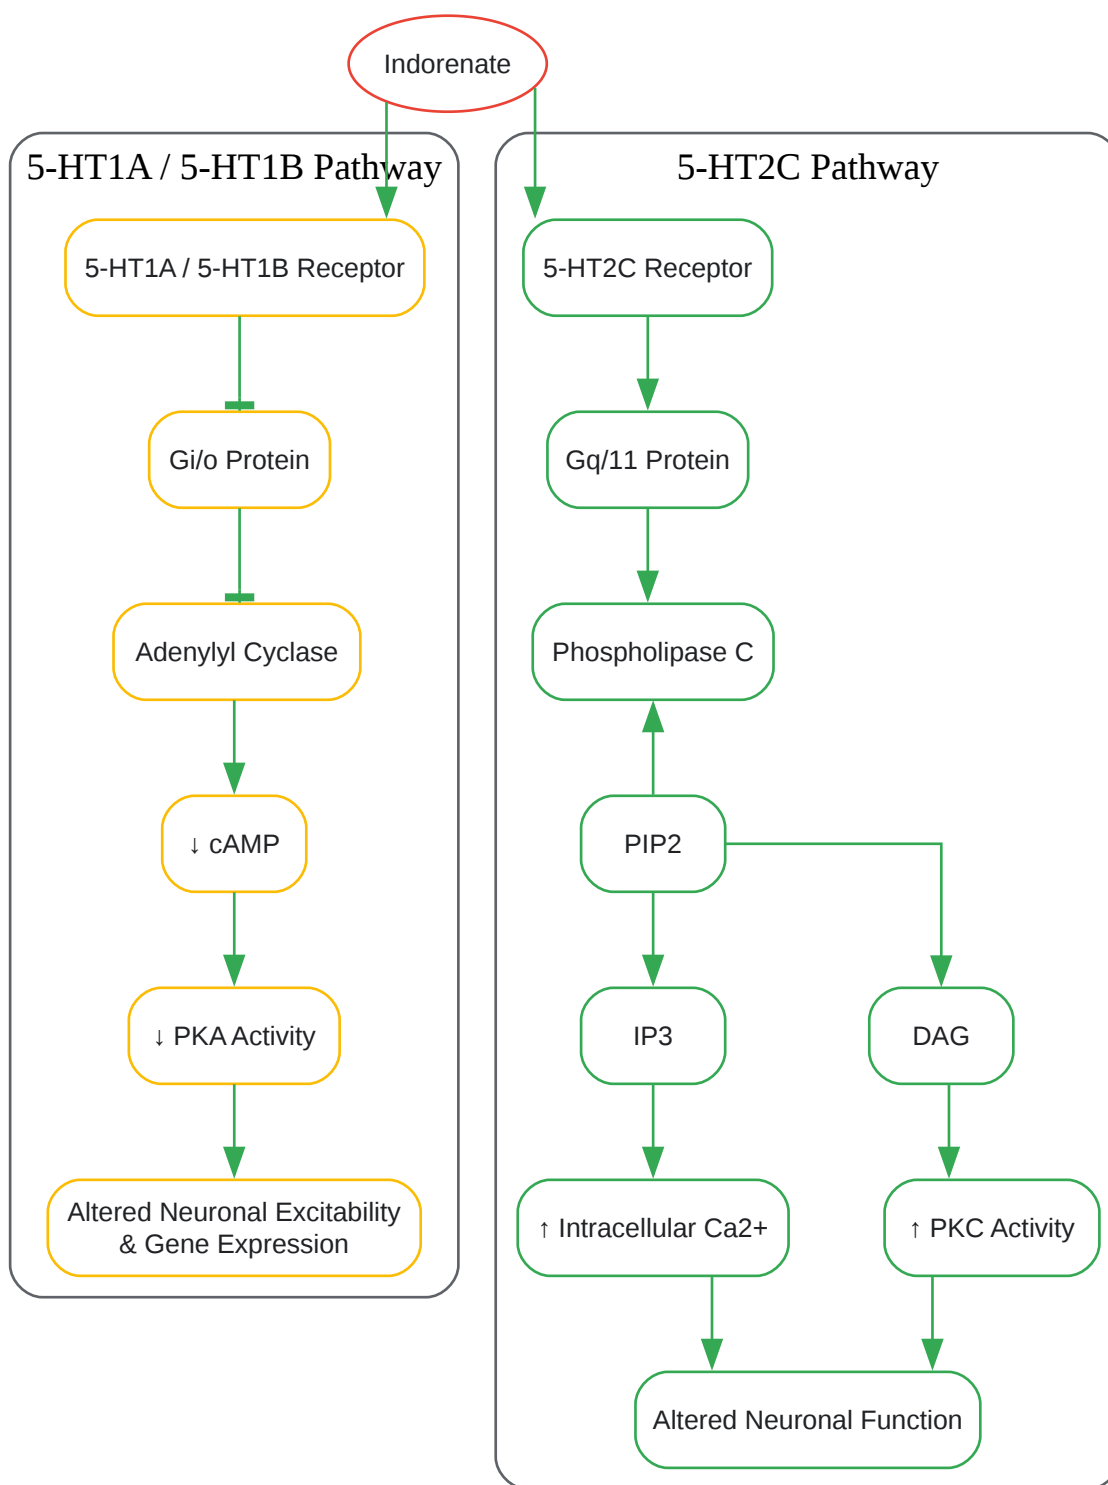 Indorenate
5-HT1A / 5-HT1B Pathway
5-HT1A / 5-HT1B Receptor
Gi/o Protein
Adenylyl Cyclase
↓ cAMP
↓ PKA Activity
Altered Neuronal Excitability
& Gene Expression
5-HT2C Pathway
5-HT2C Receptor
Gq/11 Protein
Phospholipase C
PIP2
IP3
DAG
↑ Intracellular Ca2+
↑ PKC Activity
Altered Neuronal Function